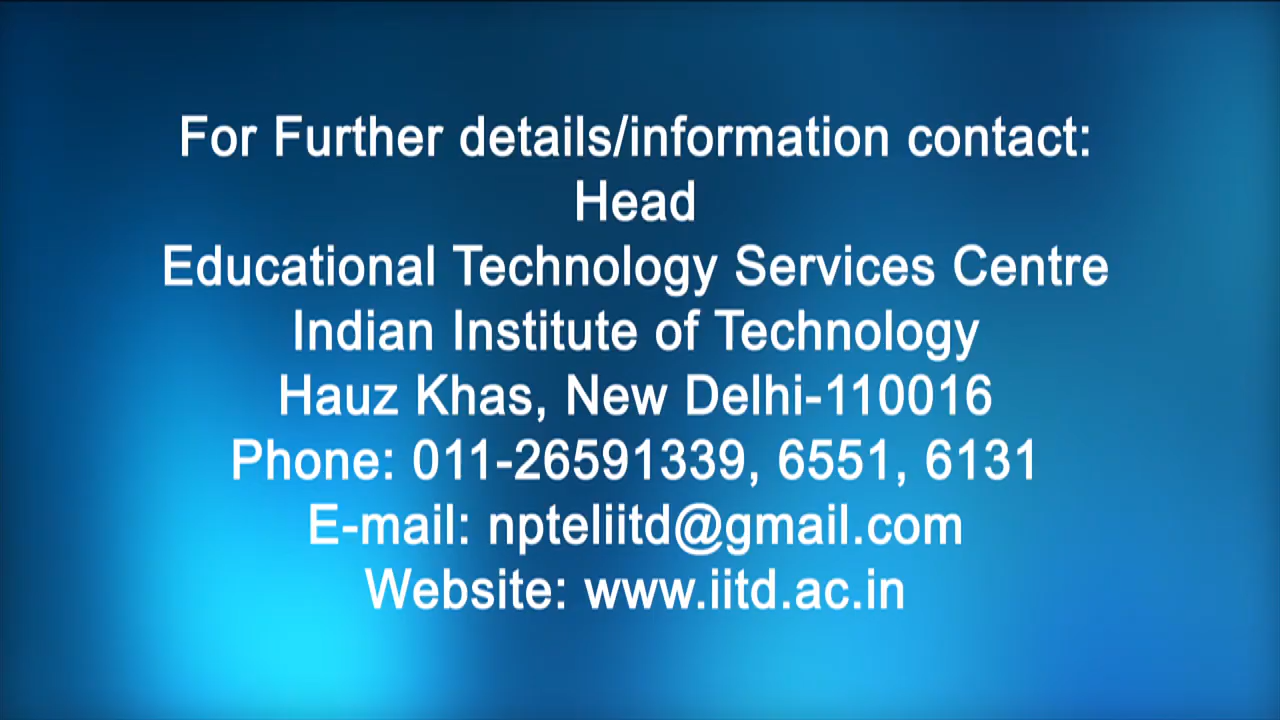 For Further details/information contact:
Head
Educational Technology Services Centre
Indian Institute of Technology
Hauz Khas, New Delhi-110016
Phone: 011-26591339, 6551, 6131
E-mail: npteliitd@gmail.com
Website: www.iitd.ac.in